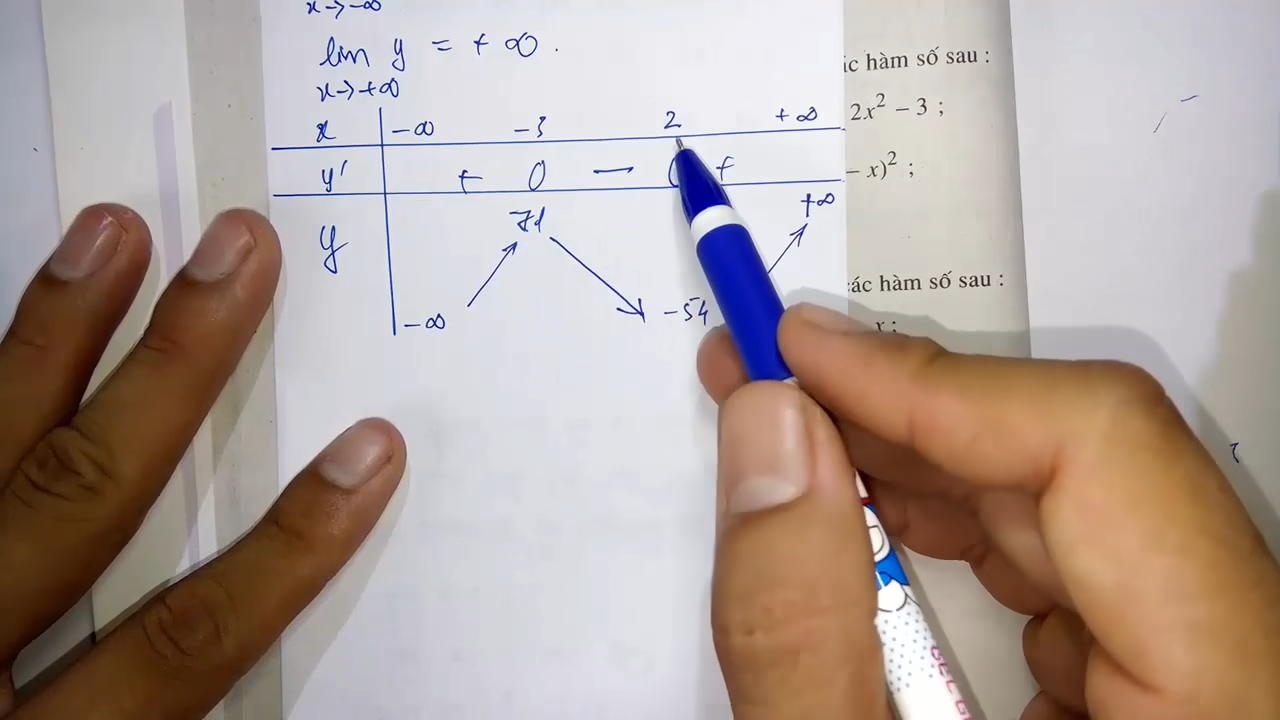 x → -∞
lim y = + ∞.
x → +∞
x -∞ -3 2 +∞
y' + 0 − 0 +
y -∞ 71 -54 +∞
ác hàm số sau :
2x² − 3 ;
− x)² ;
các hàm số sau :
x ;